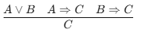 A ∨ B  A ⇒ C  B ⇒ C
C